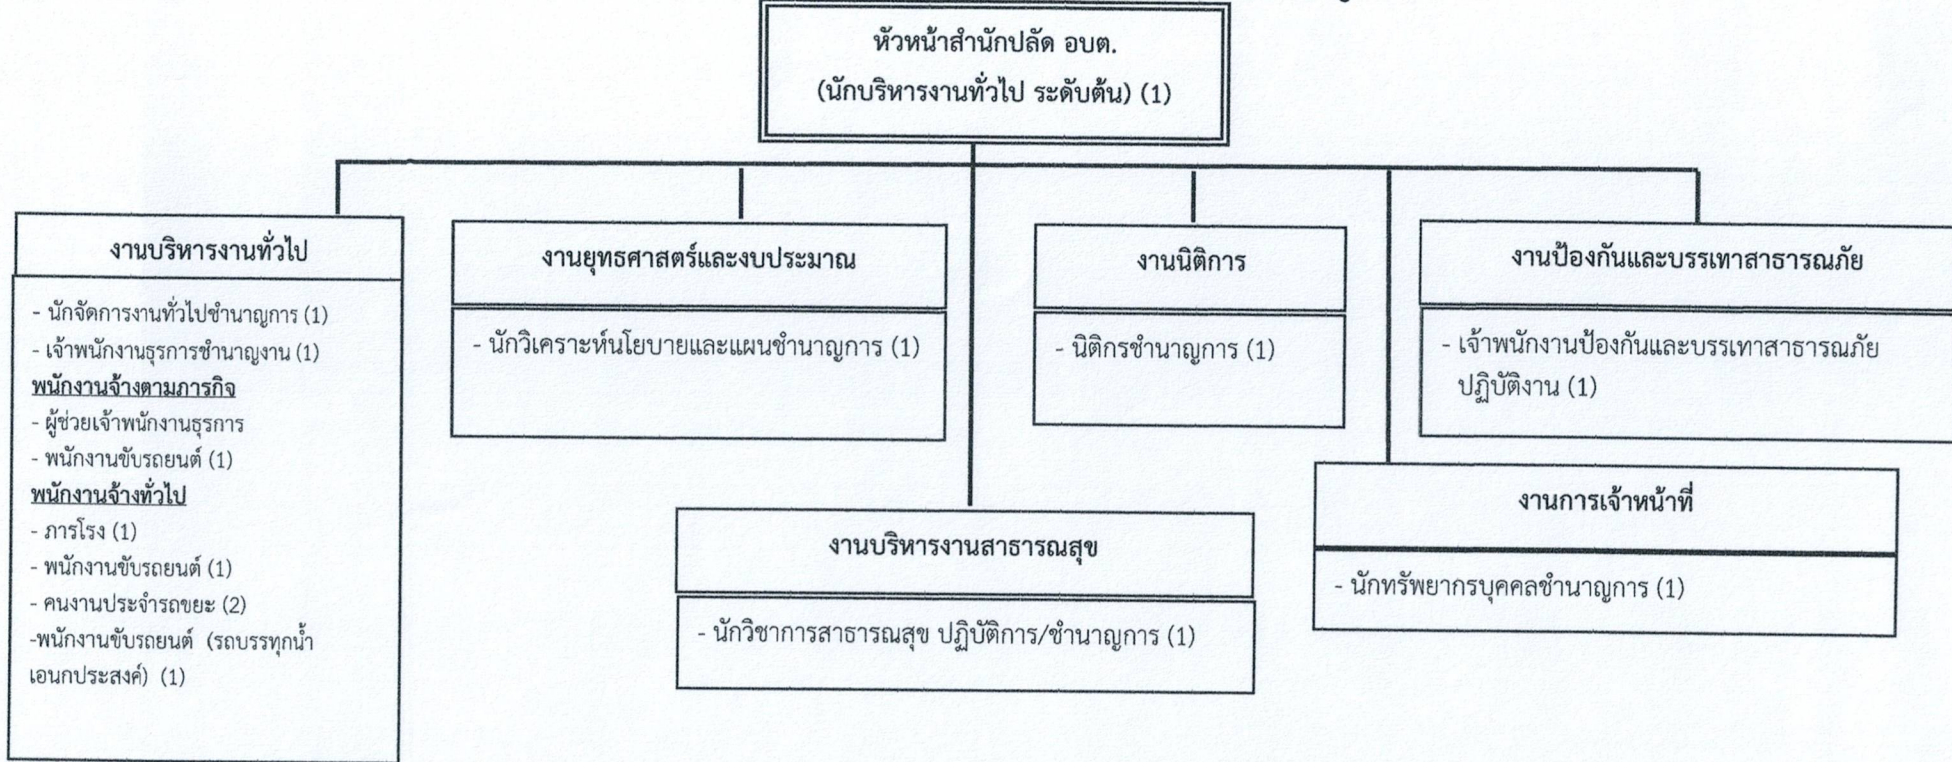 หัวหน้าสำนักปลัด อบต.
(นักบริหารงานทั่วไป ระดับต้น) (1)
งานบริหารงานทั่วไป
- นักจัดการงานทั่วไปชำนาญการ (1)
- เจ้าพนักงานธุรการชำนาญงาน (1)
พนักงานจ้างตามภารกิจ
- ผู้ช่วยเจ้าพนักงานธุรการ
- พนักงานขับรถยนต์ (1)
พนักงานจ้างทั่วไป
- ภารโรง (1)
- พนักงานขับรถยนต์ (1)
- คนงานประจำรถขยะ (2)
-พนักงานขับรถยนต์ (รถบรรทุกน้ำ
เอนกประสงค์) (1)
งานยุทธศาสตร์และงบประมาณ
- นักวิเคราะห์นโยบายและแผนชำนาญการ (1)
งานนิติการ
- นิติกรชำนาญการ (1)
งานป้องกันและบรรเทาสาธารณภัย
- เจ้าพนักงานป้องกันและบรรเทาสาธารณภัย
ปฏิบัติงาน (1)
งานบริหารงานสาธารณสุข
- นักวิชาการสาธารณสุข ปฏิบัติการ/ชำนาญการ (1)
งานการเจ้าหน้าที่
- นักทรัพยากรบุคคลชำนาญการ (1)